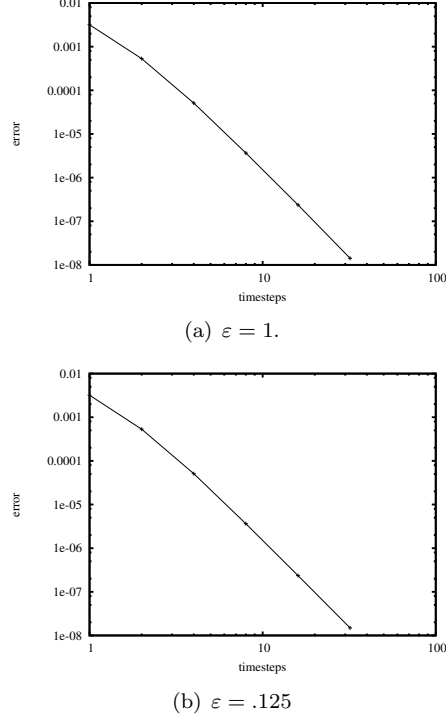 0.01
0.001
0.0001
1e-05
1e-06
1e-07
1e-08
error
1 10 100
timesteps
(a) ε = 1.
0.01
0.001
0.0001
1e-05
1e-06
1e-07
1e-08
error
1 10 100
timesteps
(b) ε = .125